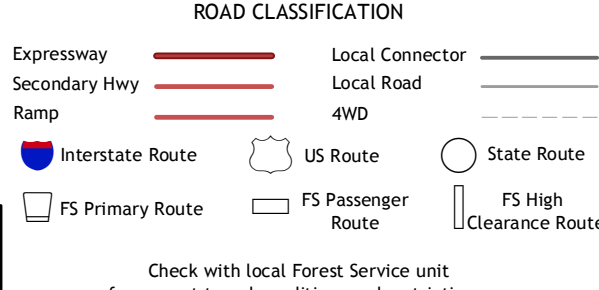 ROAD CLASSIFICATION
Expressway
Local Connector
Secondary Hwy
Local Road
Ramp
4WD
Interstate Route
US Route
State Route
FS Primary Route
FS Passenger
Route
FS High
Clearance Route
Check with local Forest Service unit